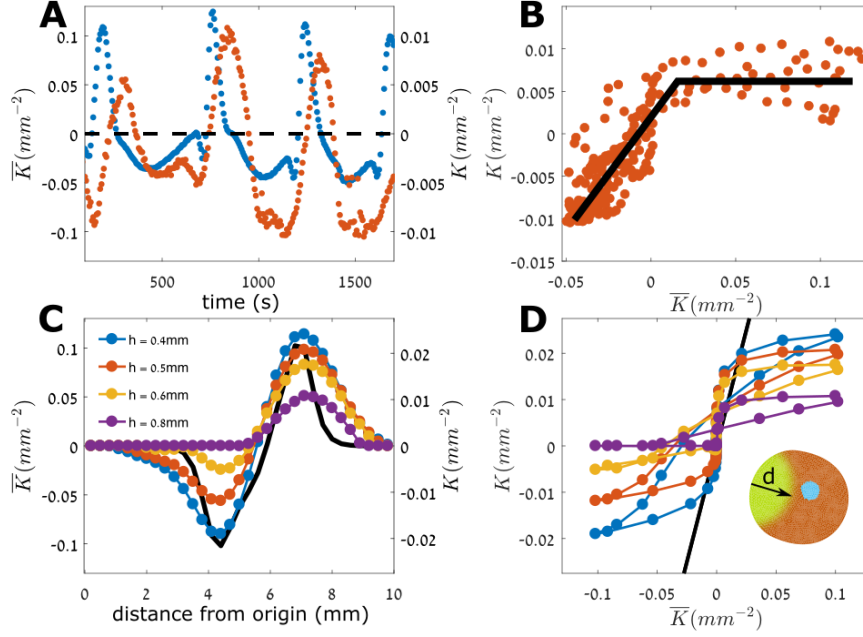 A
0.1
0.05
0
-0.05
-0.1
K̅(mm⁻²)
0.01
0.005
0
-0.005
-0.01
K(mm⁻²)
500
1000
1500
time (s)
B
0.01
0.005
0
-0.005
-0.01
-0.015
K(mm⁻²)
-0.05
0
0.05
0.1
K̅(mm⁻²)
C
h = 0.4mm
h = 0.5mm
h = 0.6mm
h = 0.8mm
0.1
0.05
0
-0.05
-0.1
K̅(mm⁻²)
0.02
0.01
0
-0.01
-0.02
K(mm⁻²)
0
2
4
6
8
10
distance from origin (mm)
D
0.02
0.01
0
-0.01
-0.02
K(mm⁻²)
d
-0.1
-0.05
0
0.05
0.1
K̅(mm⁻²)